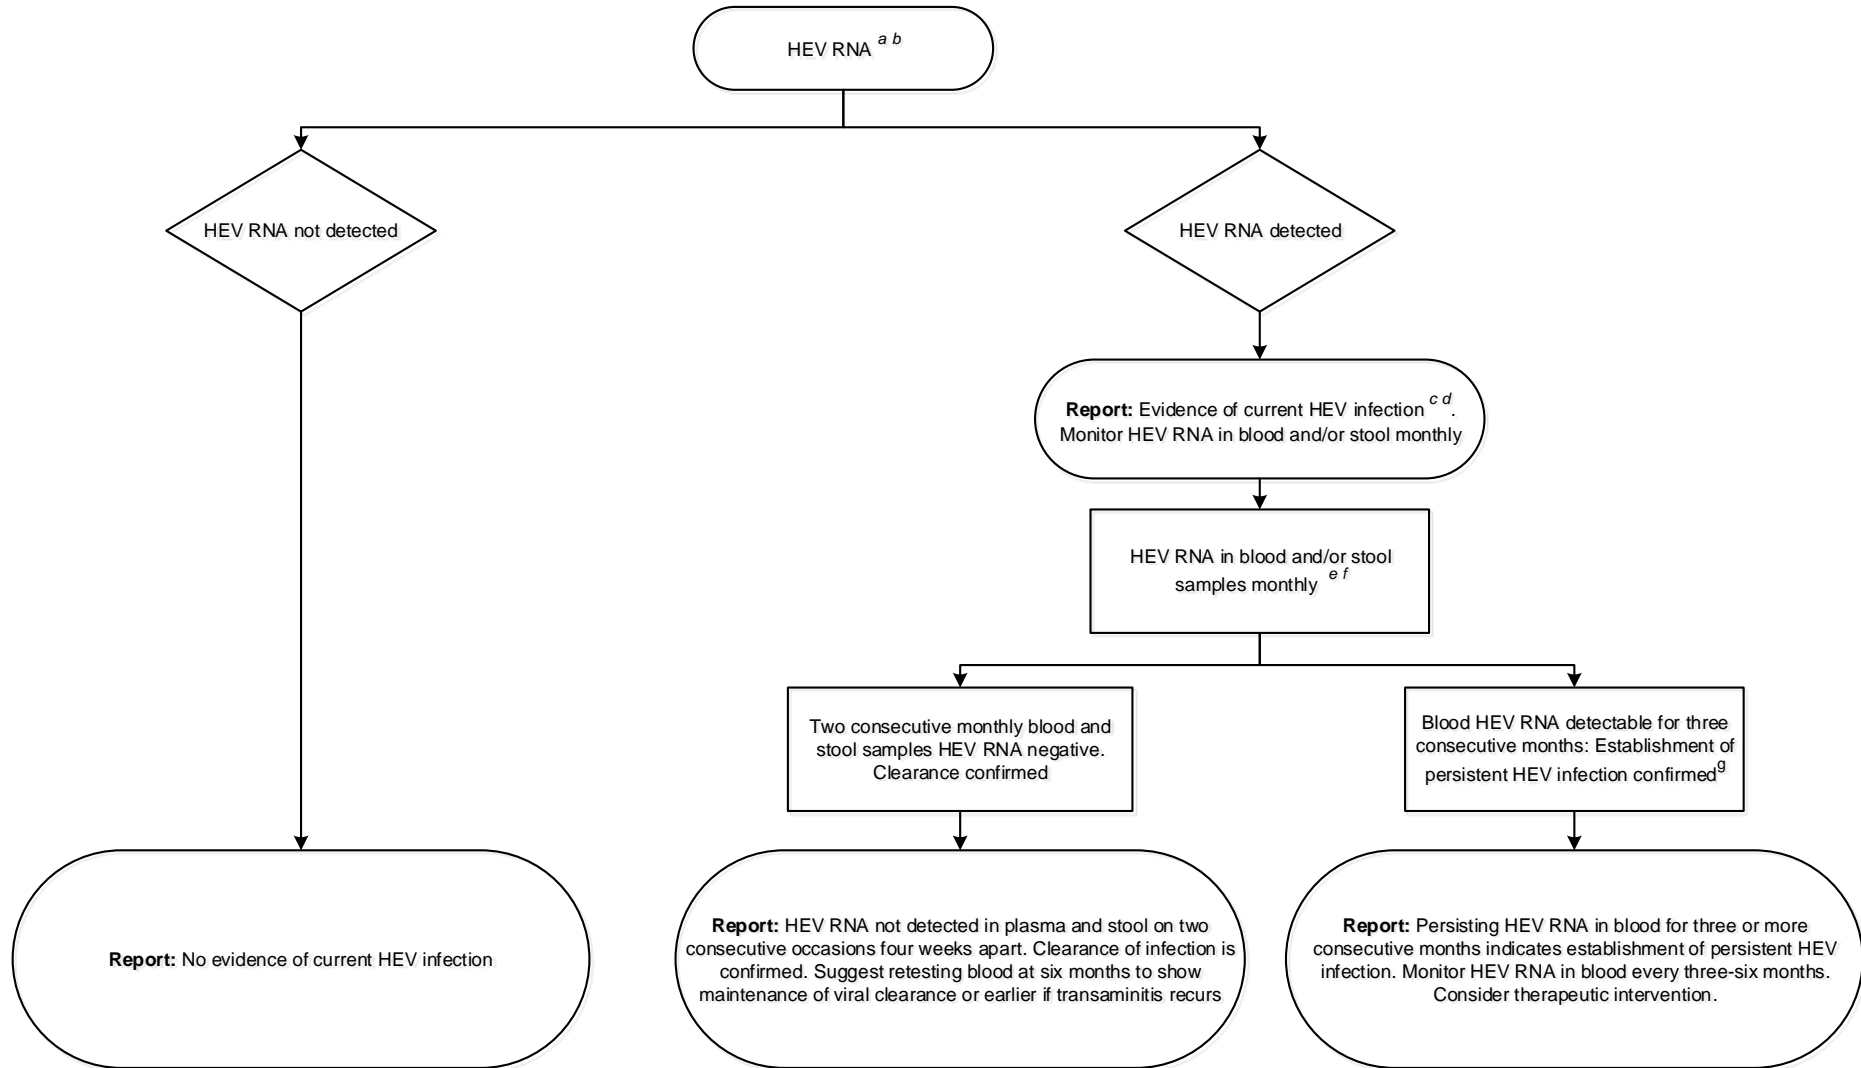 HEV RNA a b
HEV RNA not detected
HEV RNA detected
Report: Evidence of current HEV infection c d.
Monitor HEV RNA in blood and/or stool monthly
HEV RNA in blood and/or stool
samples monthly e f
Two consecutive monthly blood and
stool samples HEV RNA negative.
Clearance confirmed
Blood HEV RNA detectable for three
consecutive months: Establishment of
persistent HEV infection confirmed g
Report: No evidence of current HEV infection
Report: HEV RNA not detected in plasma and stool on two
consecutive occasions four weeks apart. Clearance of infection is
confirmed. Suggest retesting blood at six months to show
maintenance of viral clearance or earlier if transaminitis recurs
Report: Persisting HEV RNA in blood for three or more
consecutive months indicates establishment of persistent HEV
infection. Monitor HEV RNA in blood every three-six months.
Consider therapeutic intervention.